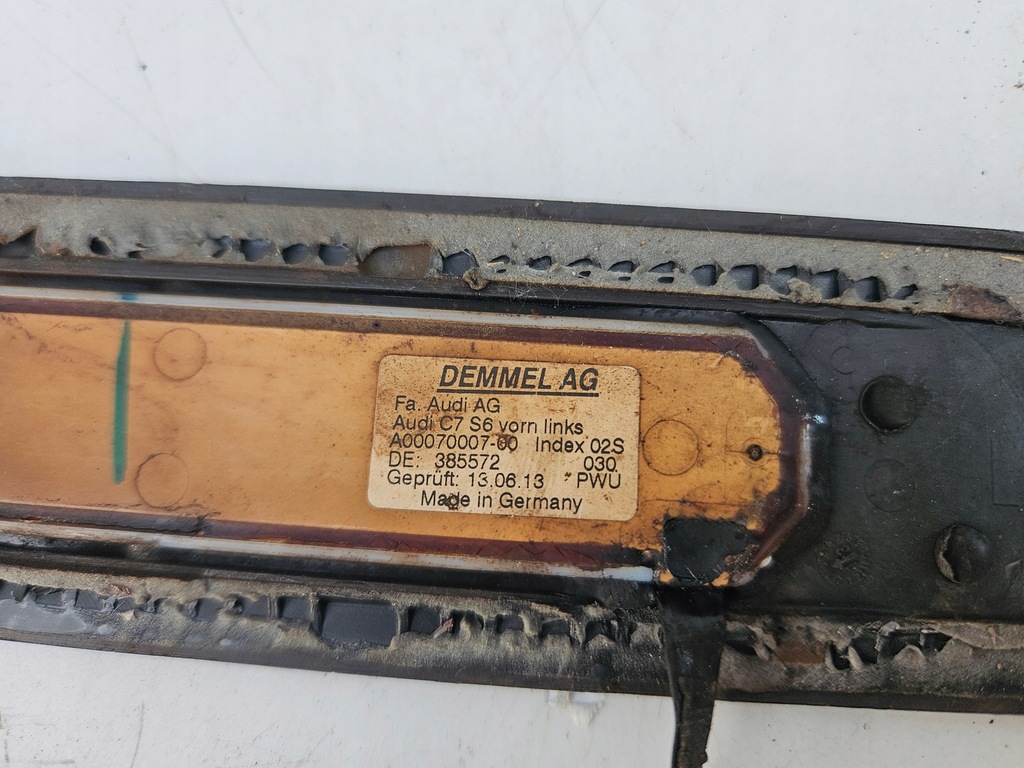 DEMMEL AG
Fa. Audi AG
Audi C7 S6 vorn links
A00070007-00 Index 02S
DE: 385572 030
Geprüft: 13.06.13 PWU
Made in Germany